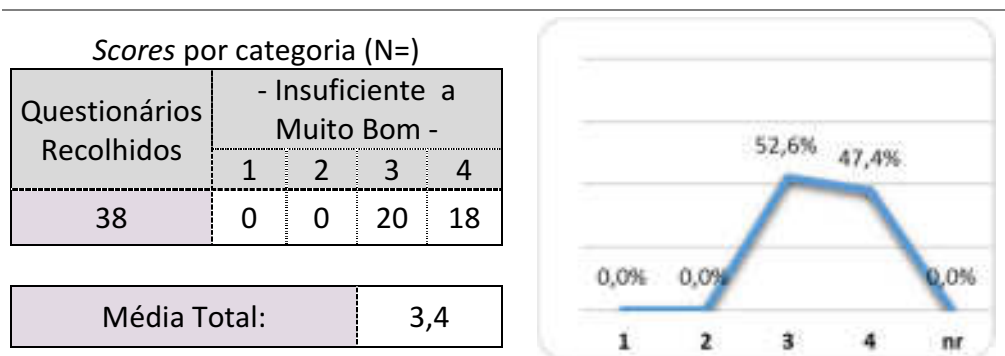 Scores por categoria (N=)
Questionários Recolhidos
- Insuficiente a
Muito Bom -
1 2 3 4
38 0 0 20 18
Média Total: 3,4
52,6% 47,4%
0,0% 0,0% 0,0%
1 2 3 4 nr